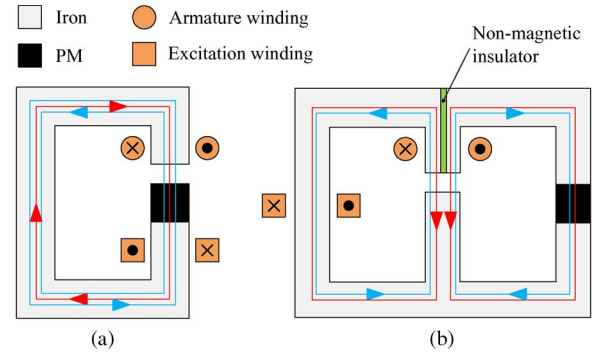 Iron
Armature winding
PM
Excitation winding
Non-magnetic
insulator
(a)
(b)